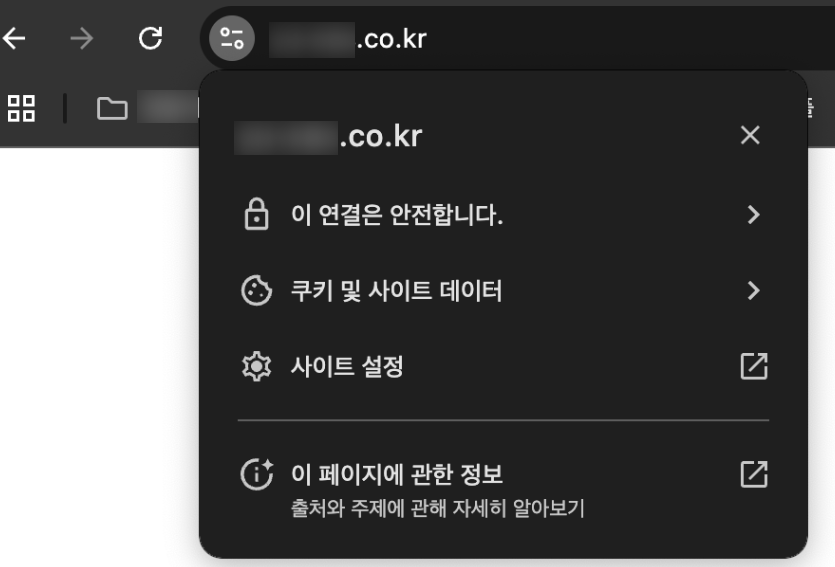 .co.kr
.co.kr
이 연결은 안전합니다.
쿠키 및 사이트 데이터
사이트 설정
이 페이지에 관한 정보
출처와 주제에 관해 자세히 알아보기